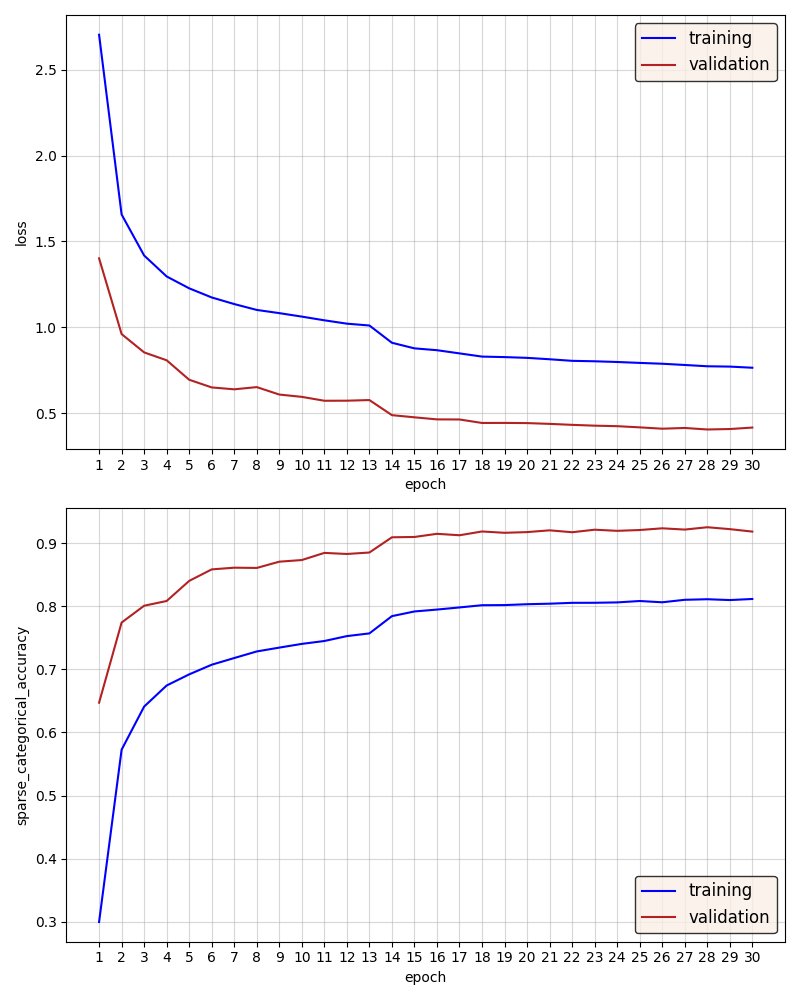 training
validation
2.5
2.0
1.5
1.0
0.5
loss
1 2 3 4 5 6 7 8 9 10 11 12 13 14 15 16 17 18 19 20 21 22 23 24 25 26 27 28 29 30
epoch
0.9
0.8
0.7
0.6
0.5
0.4
0.3
sparse_categorical_accuracy
training
validation
1 2 3 4 5 6 7 8 9 10 11 12 13 14 15 16 17 18 19 20 21 22 23 24 25 26 27 28 29 30
epoch